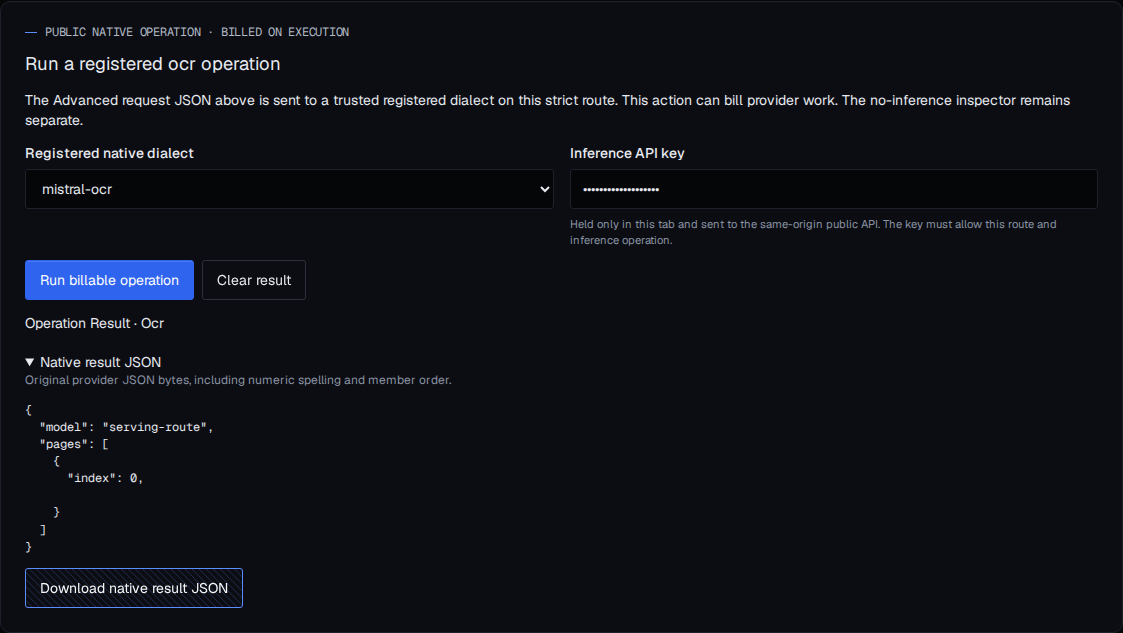 — PUBLIC NATIVE OPERATION · BILLED ON EXECUTION
Run a registered ocr operation
The Advanced request JSON above is sent to a trusted registered dialect on this strict route. This action can bill provider work. The no-inference inspector remains
separate.
Registered native dialect
Inference API key
mistral-ocr
••••••••••••••••••
Held only in this tab and sent to the same-origin public API. The key must allow this route and
inference operation.
Run billable operation
Clear result
Operation Result · Ocr
▼ Native result JSON
Original provider JSON bytes, including numeric spelling and member order.
{
  "model": "serving-route",
  "pages": [
    {
      "index": 0,
    }
  ]
}
Download native result JSON